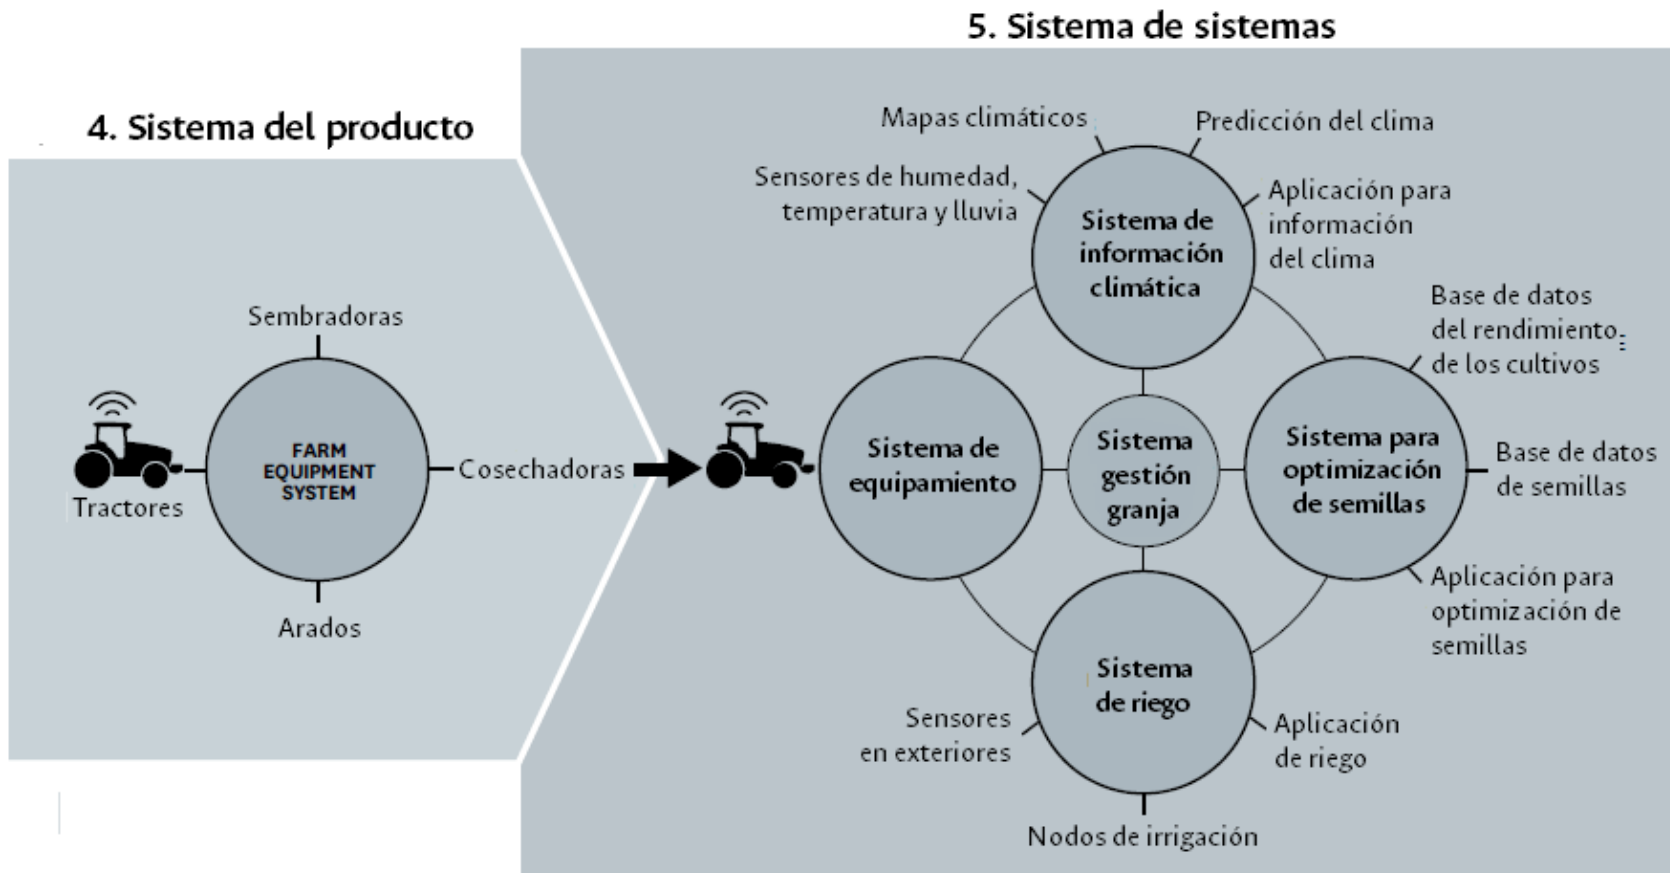 4. Sistema del producto
Sembradoras
FARM
EQUIPMENT
SYSTEM
Tractores
Cosechadoras
Arados
5. Sistema de sistemas
Mapas climáticos
Predicción del clima
Sensores de humedad,
temperatura y lluvia
Sistema de
información
climática
Aplicación para
información
del clima
Base de datos
del rendimiento
de los cultivos
Sistema de
equipamiento
Sistema
gestión
granja
Sistema para
optimización
de semillas
Base de datos
de semillas
Aplicación para
optimización de
semillas
Sistema
de riego
Sensores
en exteriores
Aplicación
de riego
Nodos de irrigación